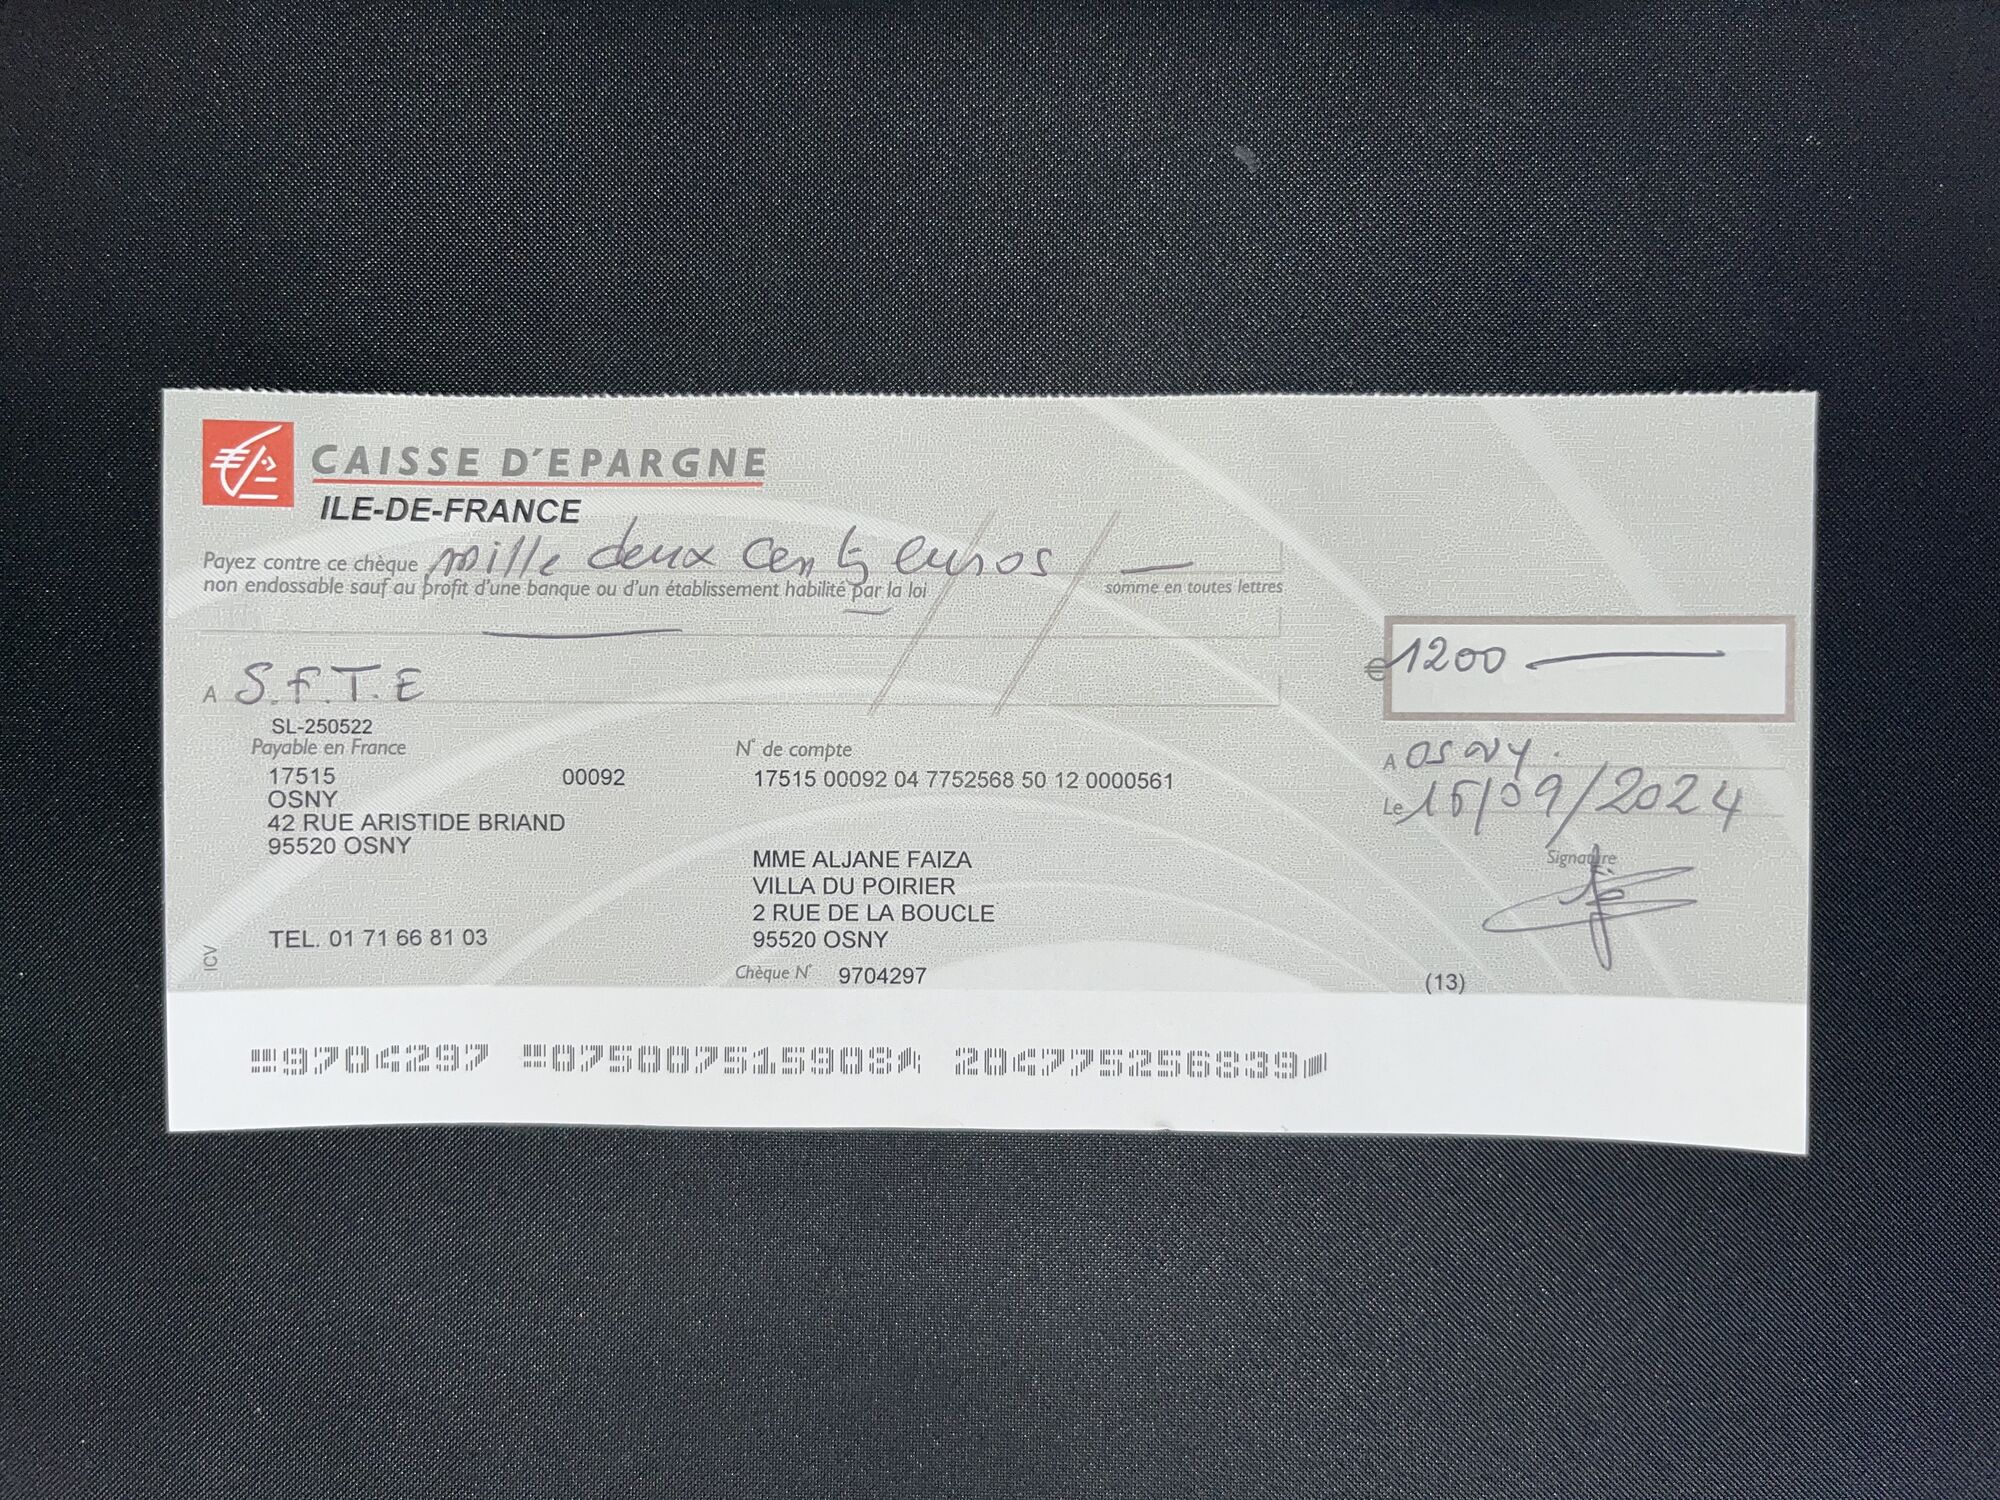 CAISSE D'EPARGNE
ILE-DE-FRANCE
Payez contre ce chèque mille deux cents euros
non endossable sauf au profit d'une banque ou d'un établissement habilité par la loi
somme en toutes lettres
€ 1200
A S.F.T.E
SL-250522
Payable en France
17515 00092
OSNY
42 RUE ARISTIDE BRIAND
95520 OSNY
TEL. 01 71 66 81 03
ICV
N° de compte
17515 00092 04 7752568 50 12 0000561
MME ALJANE FAIZA
VILLA DU POIRIER
2 RUE DE LA BOUCLE
95520 OSNY
Chèque N° 9704297
A OSNY.
Le 15/09/2024
Signature
(13)
9704297 075007515908 204775256839